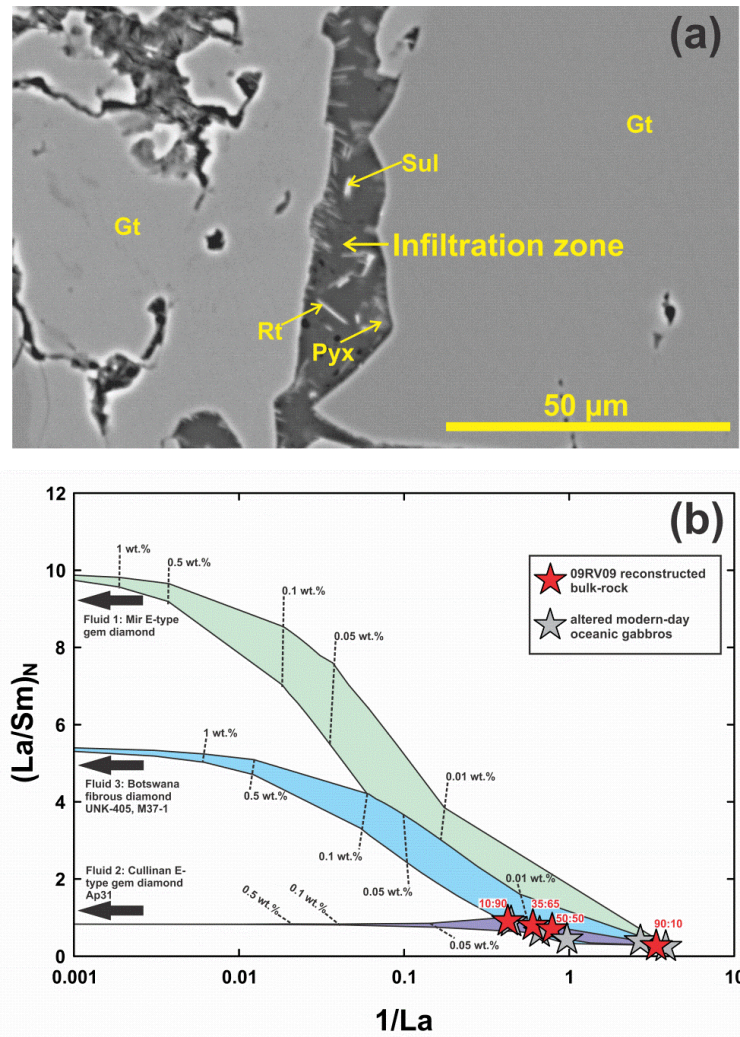 (a)
Gt
Sul
Gt
Infiltration zone
Rt
Pyx
50 µm
(b)
12
10
8
6
4
2
0
(La/Sm)N
0.001
0.01
0.1
1
10
1/La
09RV09 reconstructed
bulk-rock
altered modern-day
oceanic gabbros
1 wt.%
0.5 wt.%
0.1 wt.%
0.05 wt.%
0.01 wt.%
Fluid 1: Mir E-type
gem diamond
1 wt.%
0.5 wt.%
0.1 wt.%
0.05 wt.%
0.01 wt.%
Fluid 3: Botswana
fibrous diamond
UNK-405, M37-1
Fluid 2: Cullinan E-
type gem diamond
Ap31
0.5 wt.%
0.1 wt.%
0.05 wt.%
10:90
35:65
50:50
90:10